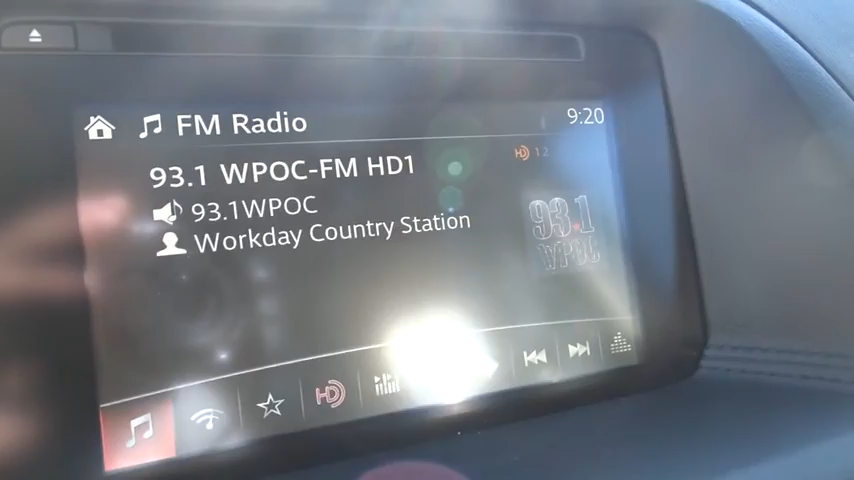 FM Radio
9:20
93.1 WPOC-FM HD1
HD 1 2
93.1WPOC
Workday Country Station
93.1
WPOC
HD